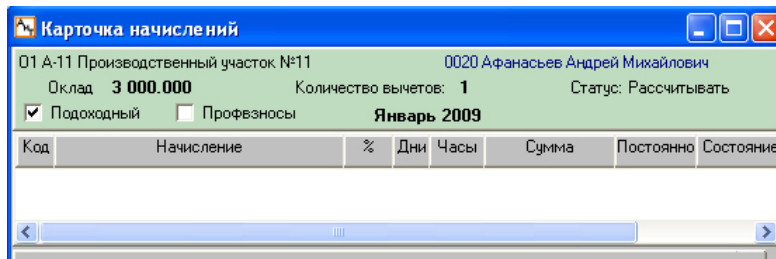 Карточка начислений
01 А-11 Производственный участок №11 0020 Афанасьев Андрей Михайлович
Оклад 3 000.000 Количество вычетов: 1 Статус: Рассчитывать
Подоходный Профвзносы Январь 2009
Код Начисление % Дни Часы Сумма Постоянно Состояние